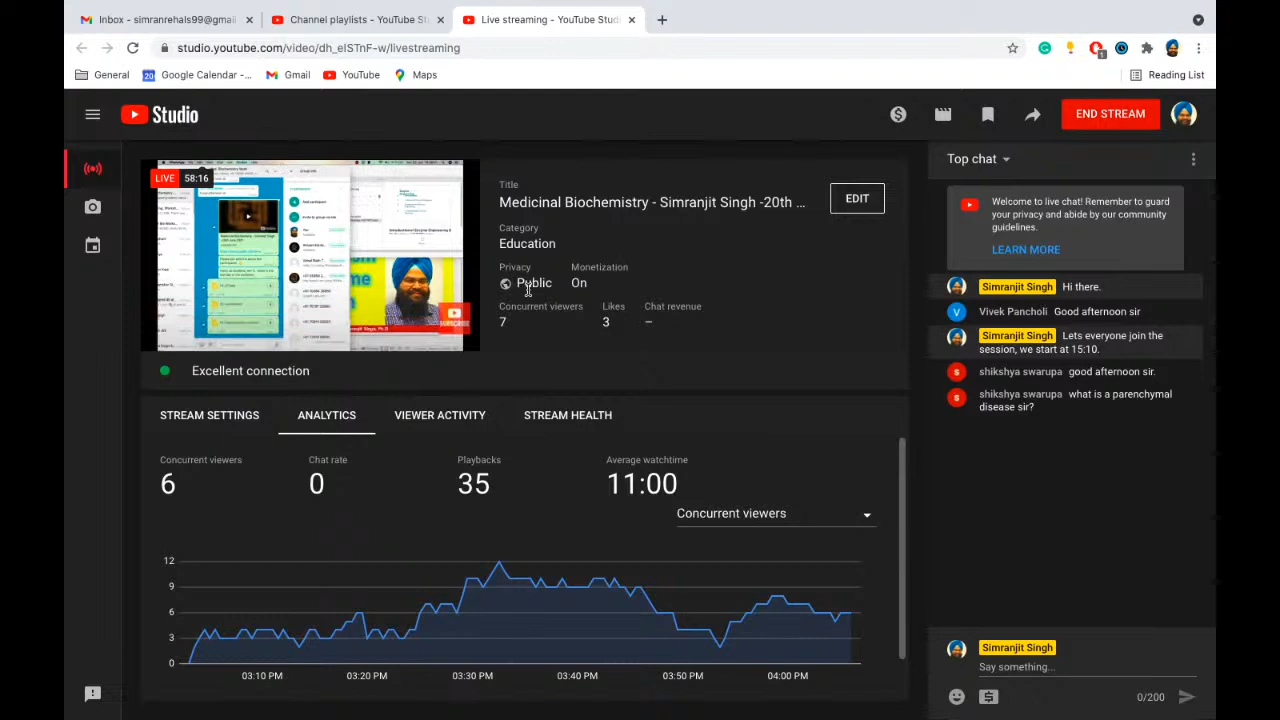 Inbox - simranrehals99@gmai
Channel playlists - YouTube St
Live streaming - YouTube Stud
studio.youtube.com/video/dh_eISTnF-w/livestreaming
1
General
20
Google Calendar -...
Gmail
YouTube
Maps
Reading List
Studio
END STREAM
LIVE 58:16
SUBSCRIBE
Title
Medicinal Biochemistry - Simranjit Singh -20th ...
EDIT
Category
Education
Privacy Monetization
Public On
Concurrent viewers Likes Chat revenue
7 3 –
Excellent connection
STREAM SETTINGS ANALYTICS VIEWER ACTIVITY STREAM HEALTH
Concurrent viewers Chat rate Playbacks Average watchtime
6 0 35 11:00
Concurrent viewers
12
9
6
3
0
03:10 PM 03:20 PM 03:30 PM 03:40 PM 03:50 PM 04:00 PM
Top chat
Welcome to live chat! Remember to guard
your privacy and abide by our community
guidelines.
LEARN MORE
Simranjit Singh Hi there.
V Vivek Pancholi Good afternoon sir
Simranjit Singh Lets everyone join the
session, we start at 15:10.
s shikshya swarupa good afternoon sir.
s shikshya swarupa what is a parenchymal
disease sir?
Simranjit Singh
Say something...
0/200